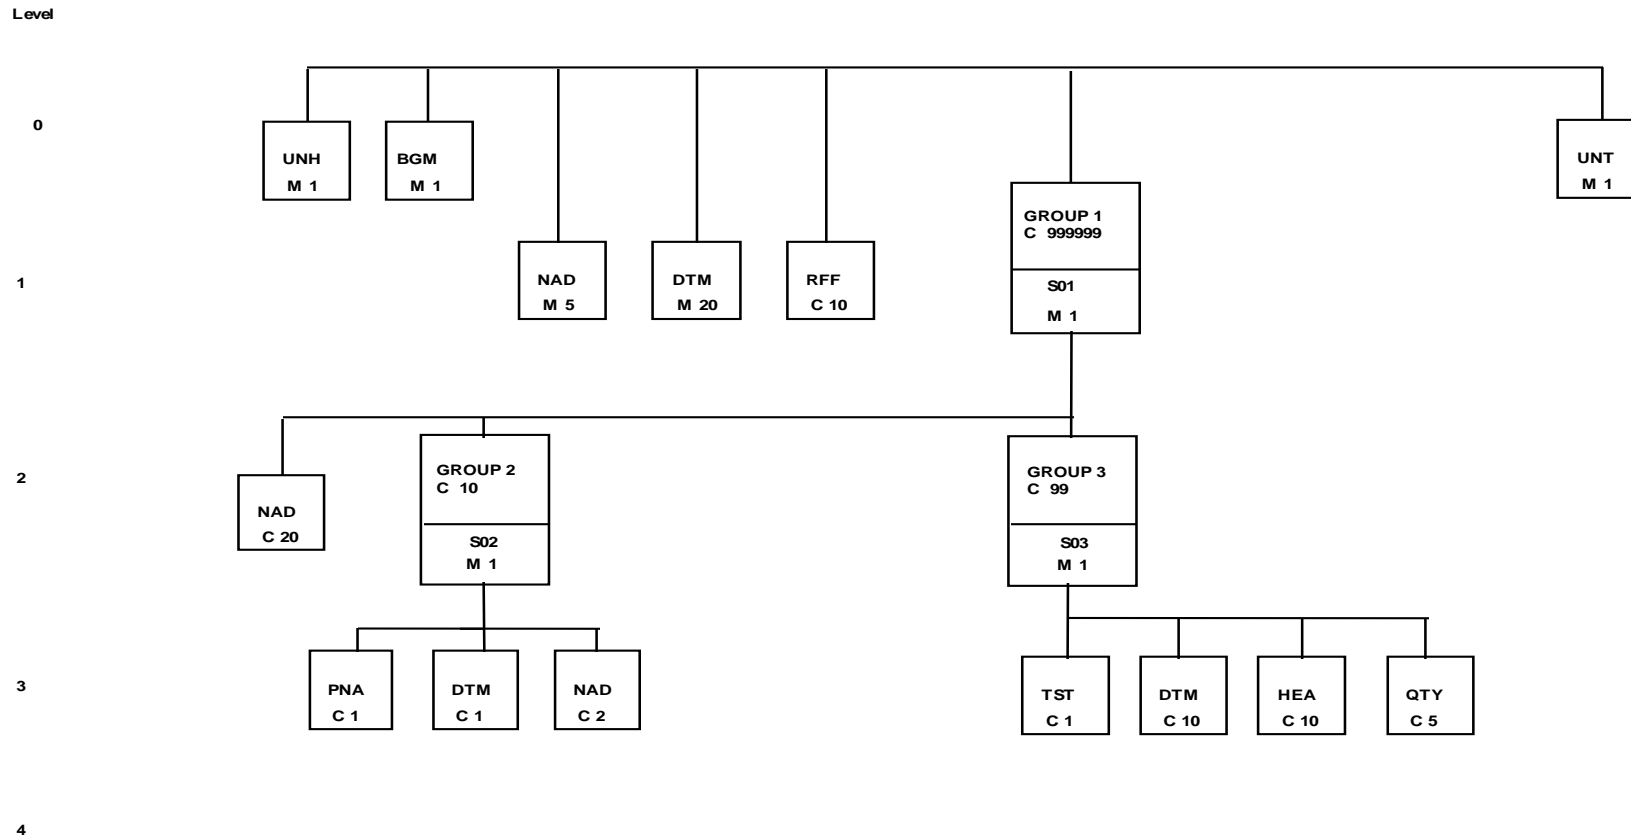 Level
0
UNH
M 1
BGM
M 1
UNT
M 1
GROUP 1
C 999999
1
NAD
M 5
DTM
M 20
RFF
C 10
S01
M 1
2
NAD
C 20
GROUP 2
C 10
S02
M 1
GROUP 3
C 99
S03
M 1
3
PNA
C 1
DTM
C 1
NAD
C 2
TST
C 1
DTM
C 10
HEA
C 10
QTY
C 5
4